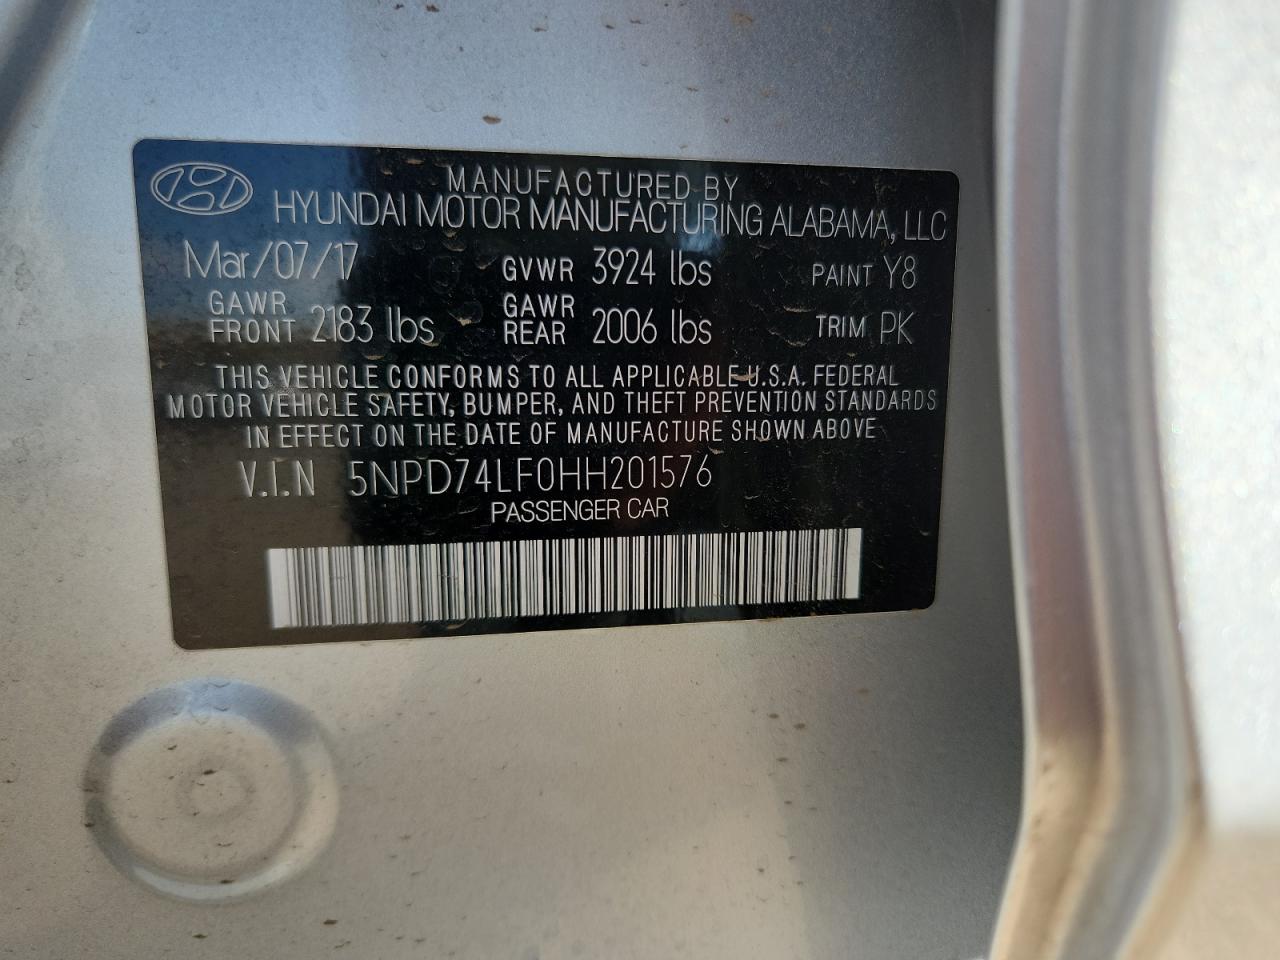 MANUFACTURED BY
HYUNDAI MOTOR MANUFACTURING ALABAMA, LLC
Mar/07/17 GVWR 3924 lbs PAINT Y8
GAWR FRONT 2183 lbs GAWR REAR 2006 lbs TRIM PK
THIS VEHICLE CONFORMS TO ALL APPLICABLE U.S.A. FEDERAL
MOTOR VEHICLE SAFETY, BUMPER, AND THEFT PREVENTION STANDARDS
IN EFFECT ON THE DATE OF MANUFACTURE SHOWN ABOVE
V.I.N 5NPD74LF0HH201576
PASSENGER CAR